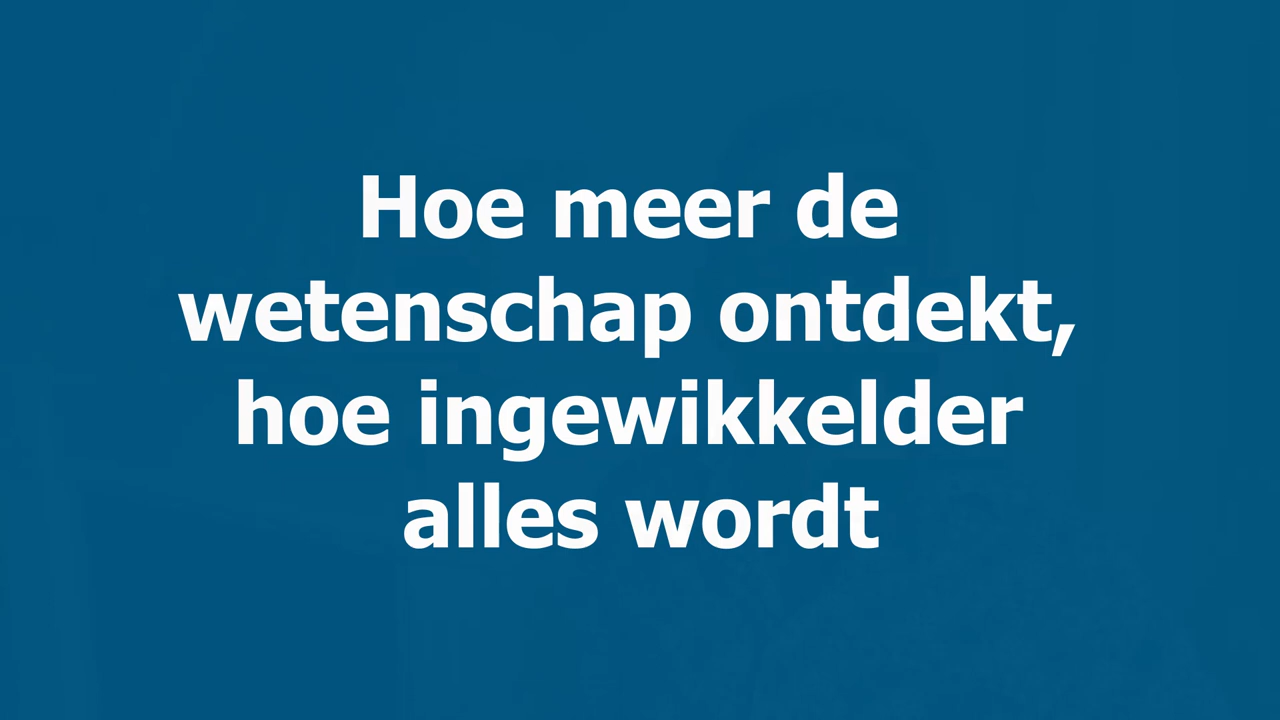 Hoe meer de
wetenschap ontdekt,
hoe ingewikkelder
alles wordt